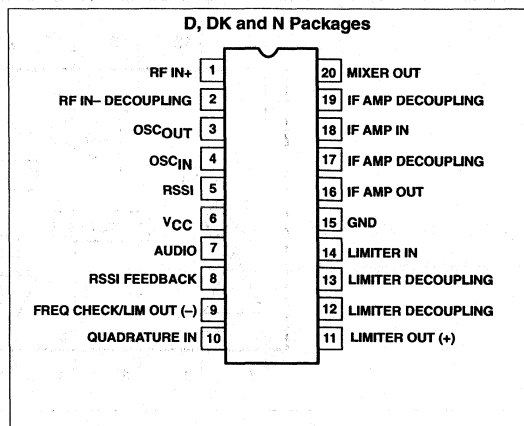 D, DK and N Packages
RF IN+ 1 20 MIXER OUT
RF IN– DECOUPLING 2 19 IF AMP DECOUPLING
OSCOUT 3 18 IF AMP IN
OSCIN 4 17 IF AMP DECOUPLING
RSSI 5 16 IF AMP OUT
VCC 6 15 GND
AUDIO 7 14 LIMITER IN
RSSI FEEDBACK 8 13 LIMITER DECOUPLING
FREQ CHECK/LIM OUT (–) 9 12 LIMITER DECOUPLING
QUADRATURE IN 10 11 LIMITER OUT (+)